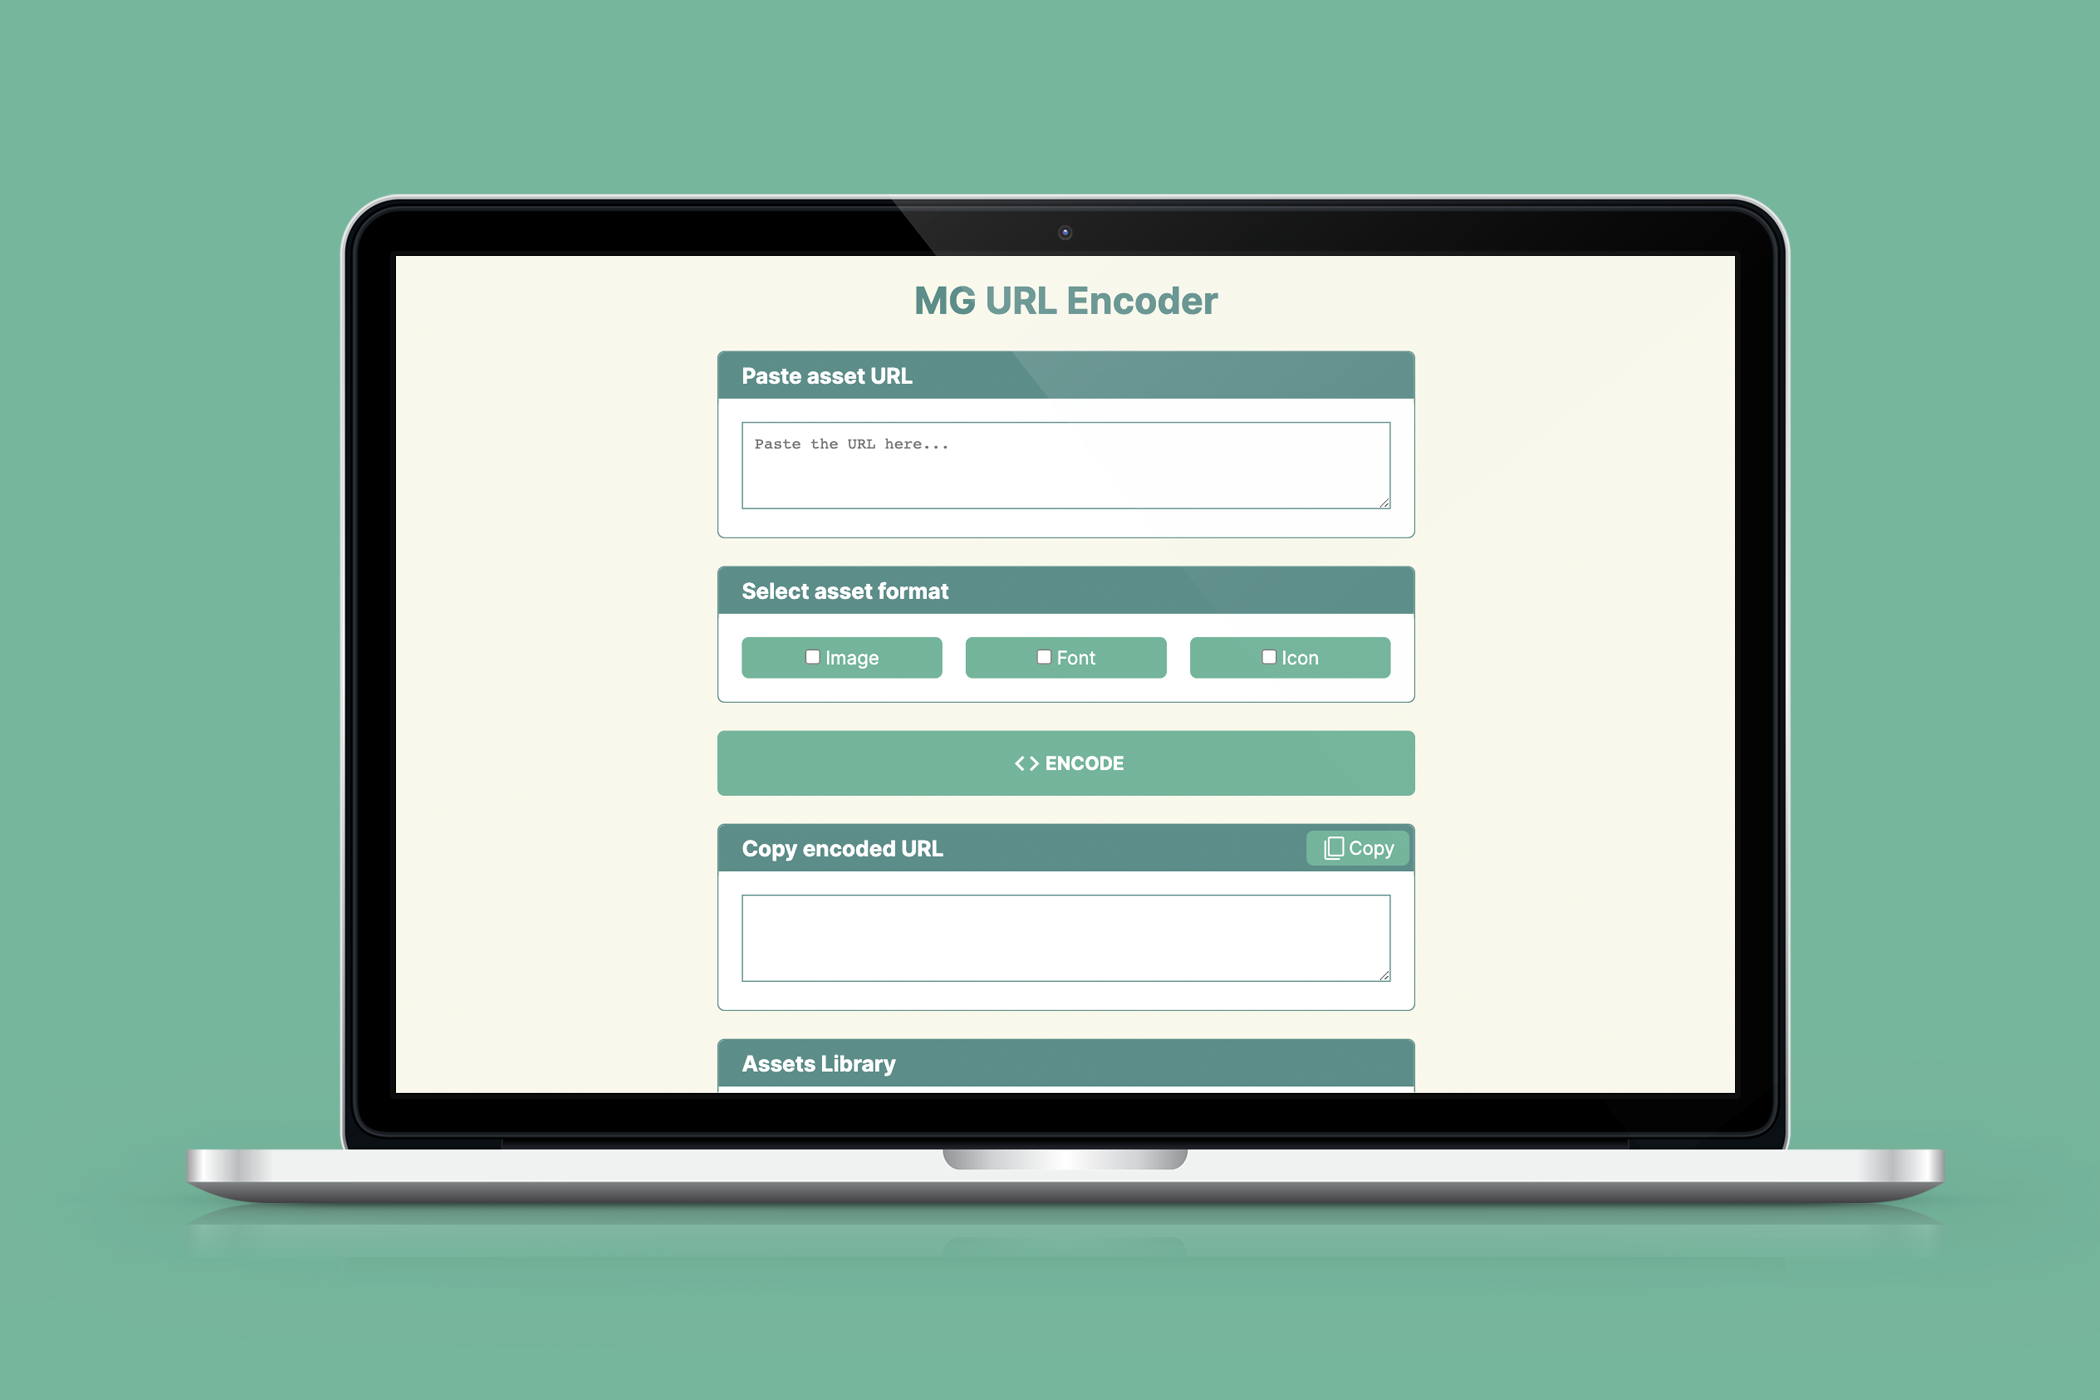 MG URL Encoder
Paste asset URL
Paste the URL here...
Select asset format
Image
Font
Icon
<> ENCODE
Copy encoded URL
Copy
Assets Library